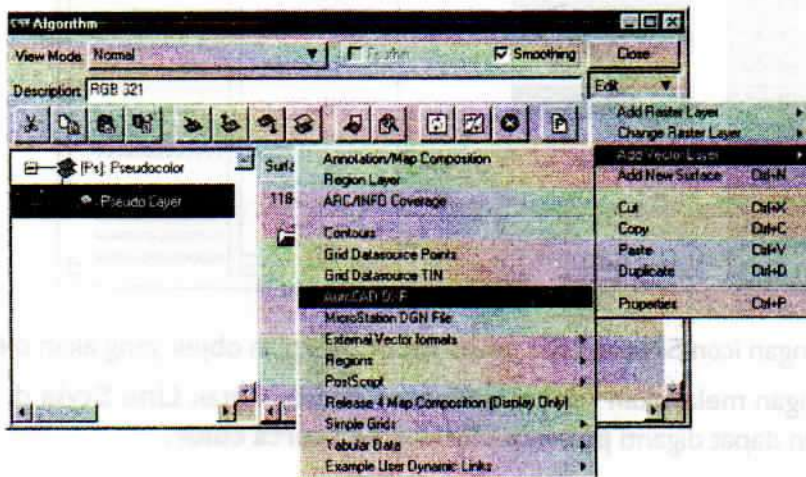 Algorithm
View Mode: Normal
Smoothing
Close
Description: RGB 321
Edit
Add Raster Layer
Change Raster Layer
Add Vector Layer
Add New Surface Ctrl+N
Cut Ctrl+X
Copy Ctrl+C
Paste Ctrl+V
Duplicate Ctrl+D
Properties Ctrl+P
[Ps]: Pseudocolor
Pseudo Layer
Surfa
118
Annotation/Map Composition
Region Layer
ARC/INFO Coverage
Contours
Grid Datasource Points
Grid Datasource TIN
AutoCAD DXF
MicroStation DGN File
External Vector formats
Regions
PostScript
Release 4 Map Composition (Display Only)
Simple Grids
Tabular Data
Example User Dynamic Links